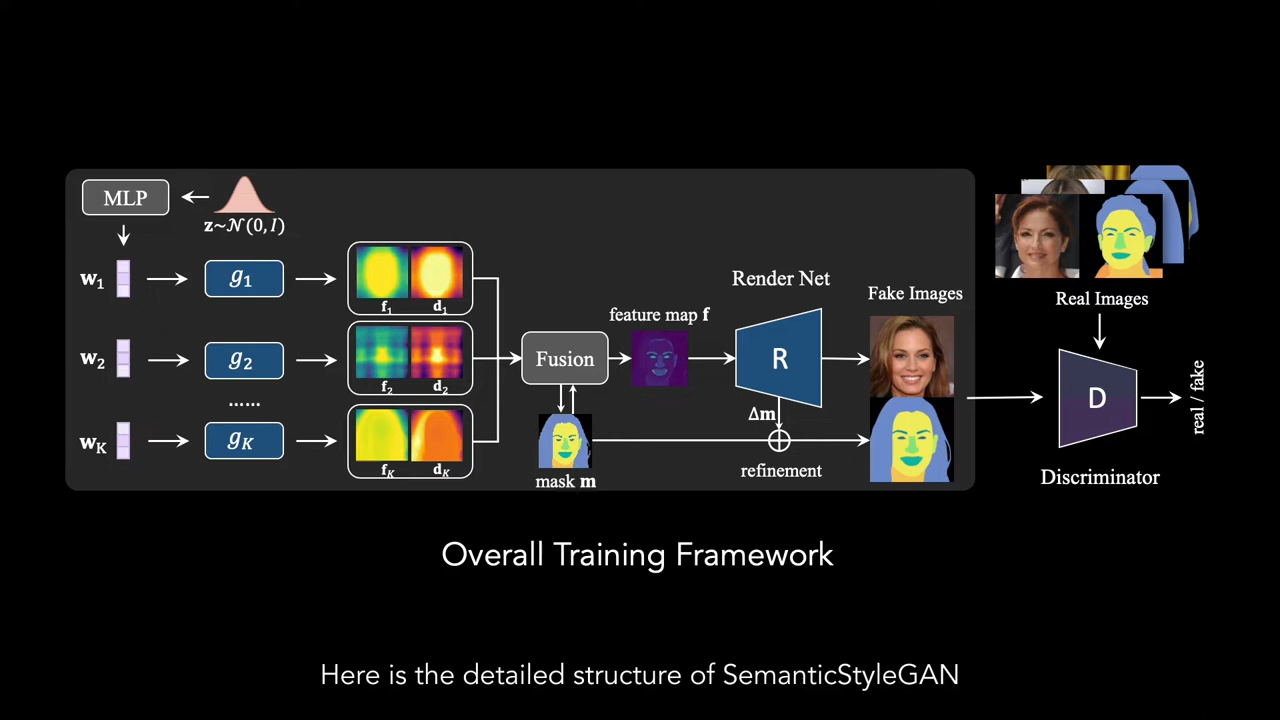 MLP
z~𝒩(0, I)
w₁
g₁
f₁
d₁
w₂
g₂
f₂
d₂
......
w_K
g_K
f_K
d_K
Fusion
mask m
feature map f
Render Net
R
Δm
refinement
Fake Images
Real Images
D
Discriminator
real / fake
Overall Training Framework
Here is the detailed structure of SemanticStyleGAN